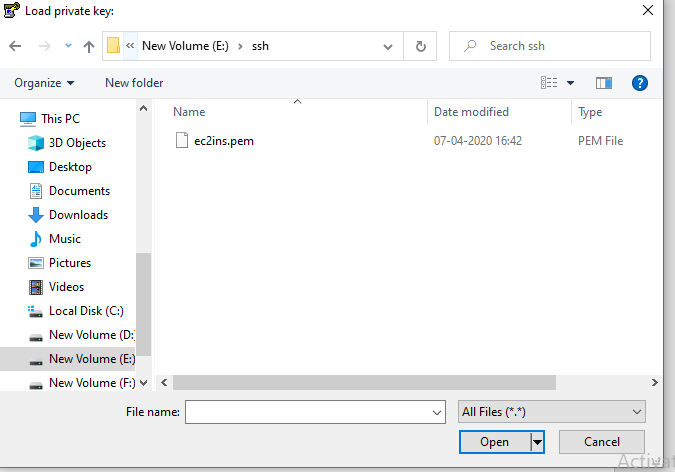 Load private key:
New Volume (E:) ssh
Search ssh
Organize
New folder
Name Date modified Type
ec2ins.pem 07-04-2020 16:42 PEM File
This PC
3D Objects
Desktop
Documents
Downloads
Music
Pictures
Videos
Local Disk (C:)
New Volume (D:
New Volume (E:)
New Volume (F:)
File name:
All Files (*.*)
Open
Cancel
Activat